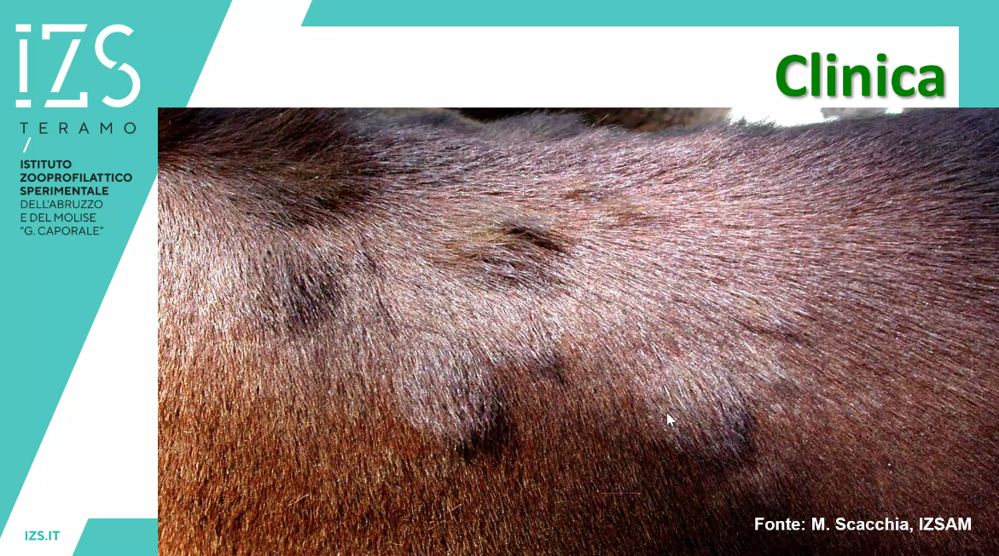 IZS
TERAMO
/
ISTITUTO
ZOOPROFILATTICO
SPERIMENTALE
DELL'ABRUZZO
E DEL MOLISE
"G. CAPORALE"
Clinica
Fonte: M. Scacchia, IZSAM
IZS.IT